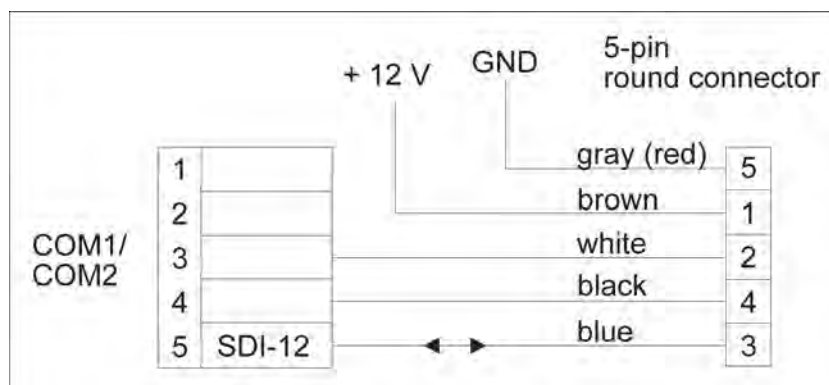 + 12 V
GND
5-pin
round connector
COM1/
COM2
1
2
3
4
5 SDI-12
gray (red) 5
brown 1
white 2
black 4
blue 3